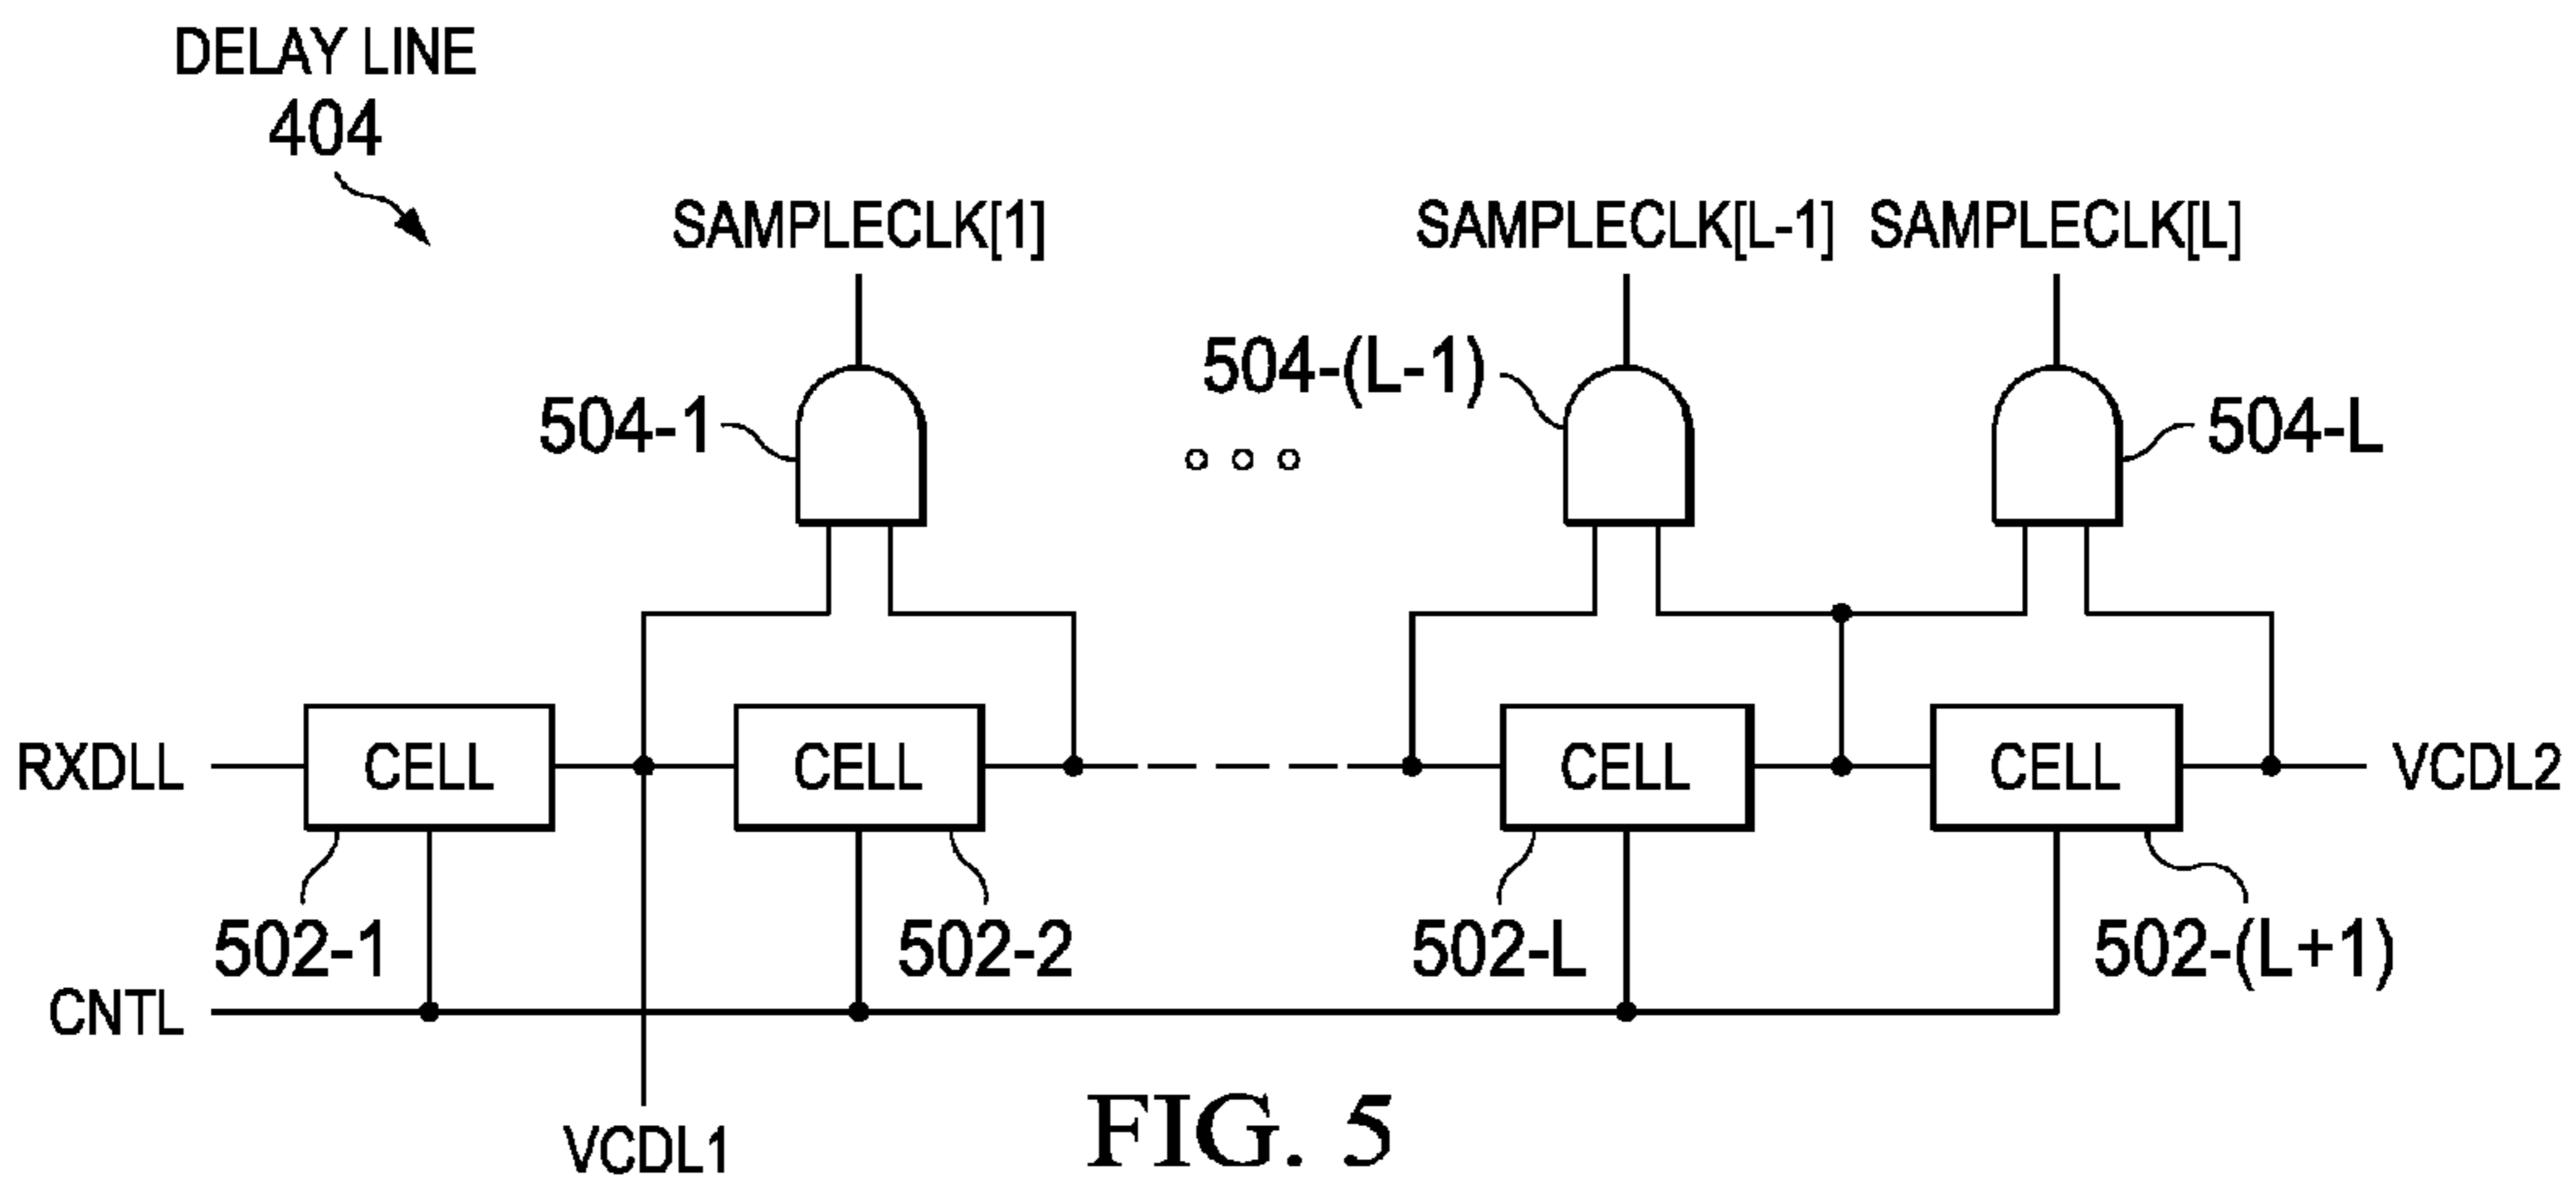 DELAY LINE
404
SAMPLECLK[1]
SAMPLECLK[L-1]
SAMPLECLK[L]
504-1
504-(L-1)
504-L
RXDLL
CELL
CELL
CELL
CELL
VCDL2
502-1
502-2
502-L
502-(L+1)
CNTL
VCDL1
FIG. 5